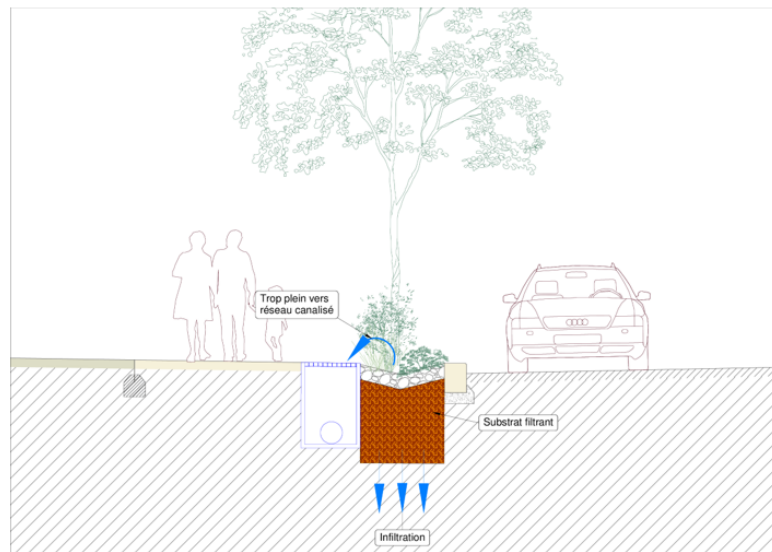 Trop plein vers
réseau canalisé
Substrat filtrant
Infiltration